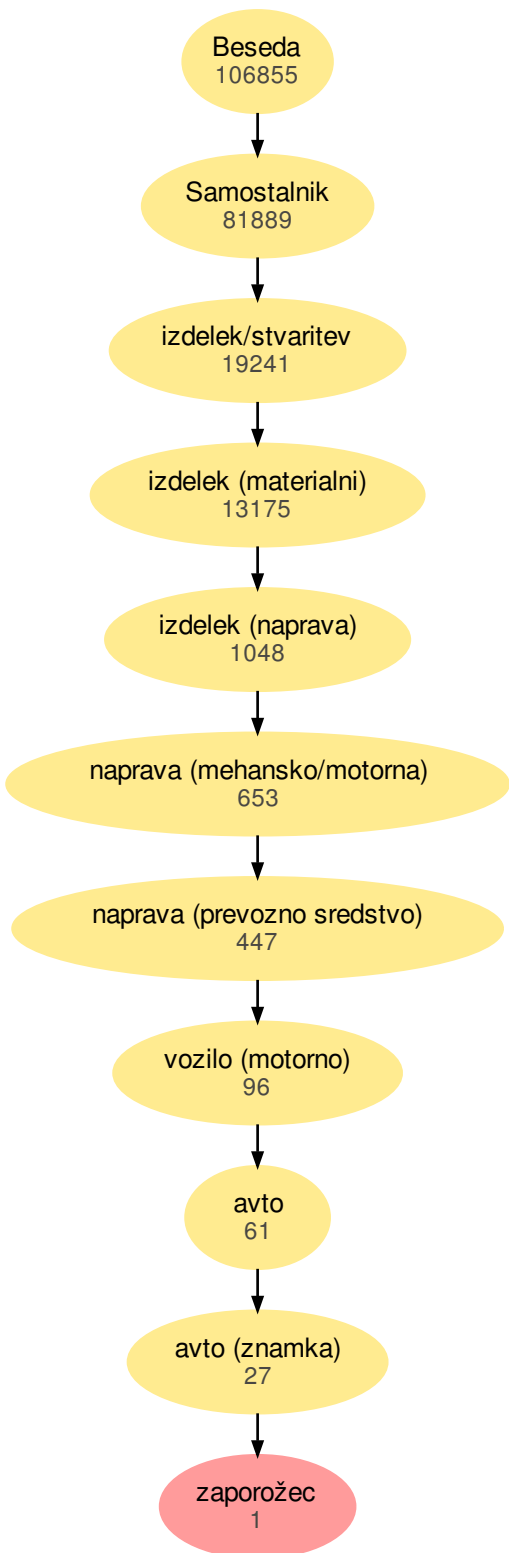 Beseda
106855
Samostalnik
81889
izdelek/stvaritev
19241
izdelek (materialni)
13175
izdelek (naprava)
1048
naprava (mehansko/motorna)
653
naprava (prevozno sredstvo)
447
vozilo (motorno)
96
avto
61
avto (znamka)
27
zaporožec
1